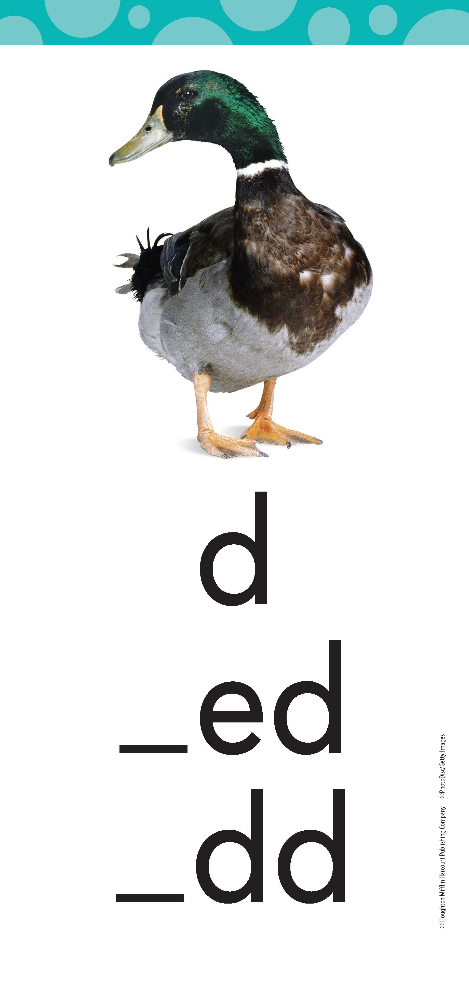 d
_ed
_dd
© Houghton Mifflin Harcourt Publishing Company ©PhotoDisc/Getty Images